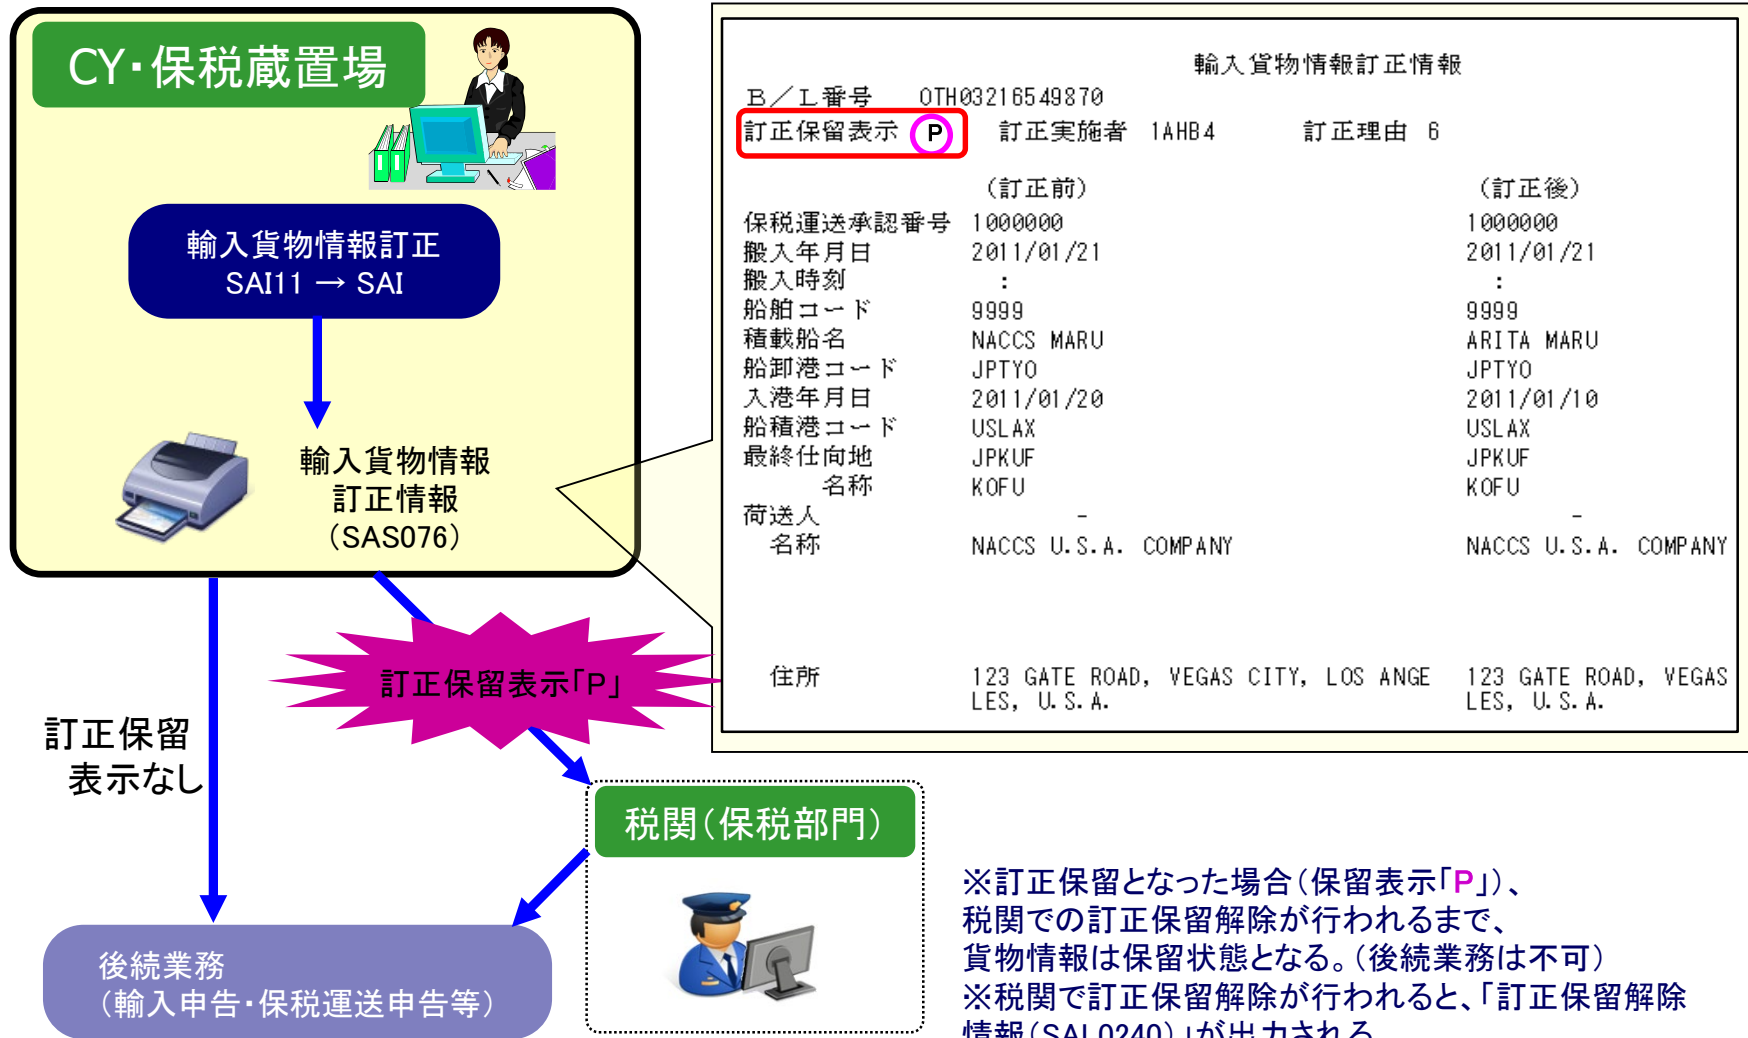 CY・保税蔵置場
輸入貨物情報訂正
SAI11 → SAI
輸入貨物情報
訂正情報
（SAS076）
訂正保留表示「P」
訂正保留
表示なし
税関（保税部門）
後続業務
（輸入申告・保税運送申告等）
輸入貨物情報訂正情報
B／L番号 OTH03216549870
訂正保留表示 P 訂正実施者 1AHB4 訂正理由 6
（訂正前） （訂正後）
保税運送承認番号 1000000 1000000
搬入年月日 2011/01/21 2011/01/21
搬入時刻 : :
船舶コード 9999 9999
積載船名 NACCS MARU ARITA MARU
船卸港コード JPTYO JPTYO
入港年月日 2011/01/20 2011/01/10
船積港コード USLAX USLAX
最終仕向地 JPKUF JPKUF
名称 KOFU KOFU
荷送人 - -
名称 NACCS U.S.A. COMPANY NACCS U.S.A. COMPANY
住所 123 GATE ROAD, VEGAS CITY, LOS ANGE 123 GATE ROAD, VEGAS
LES, U.S.A. LES, U.S.A.
※訂正保留となった場合（保留表示「P」）、
税関での訂正保留解除が行われるまで、
貨物情報は保留状態となる。（後続業務は不可）
※税関で訂正保留解除が行われると、「訂正保留解除
情報（SAL0240）」が出力される